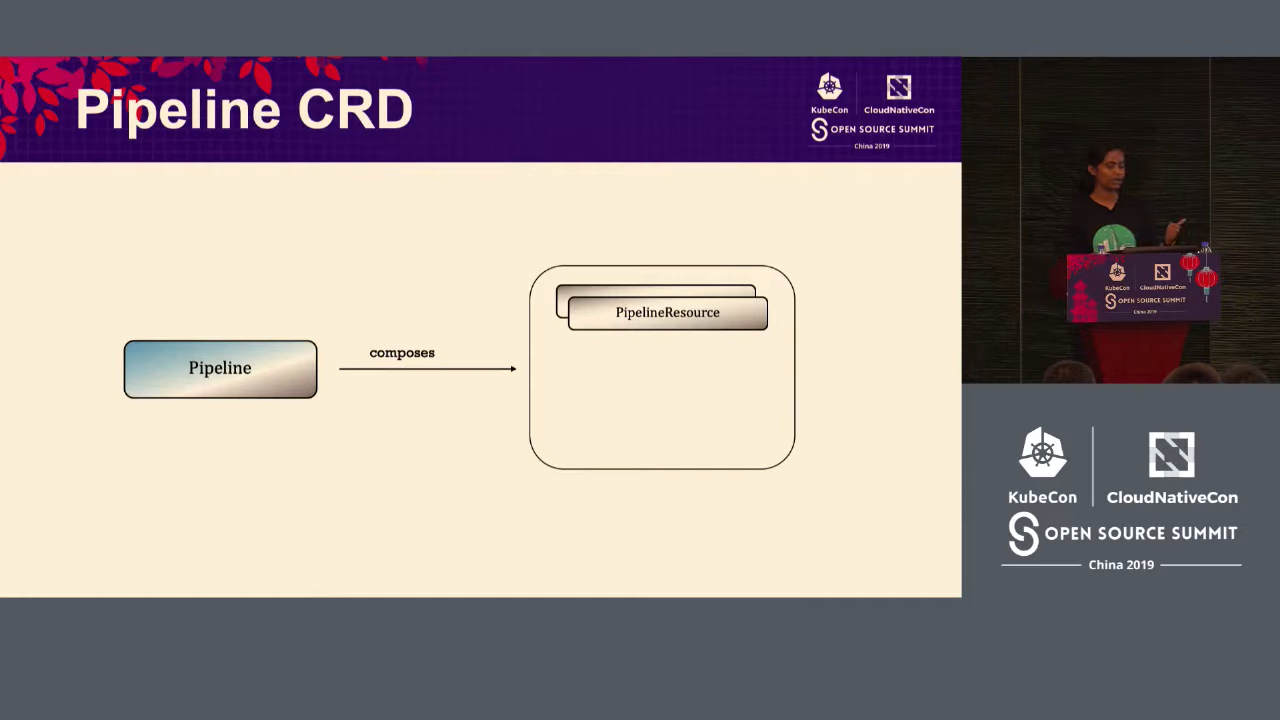 Pipeline CRD
KubeCon
CloudNativeCon
OPEN SOURCE SUMMIT
China 2019
PipelineResource
composes
Pipeline
KubeCon
CloudNativeCon
OPEN SOURCE SUMMIT
China 2019
KubeCon
CloudNativeCon
OPEN SOURCE SUMMIT
China 2019